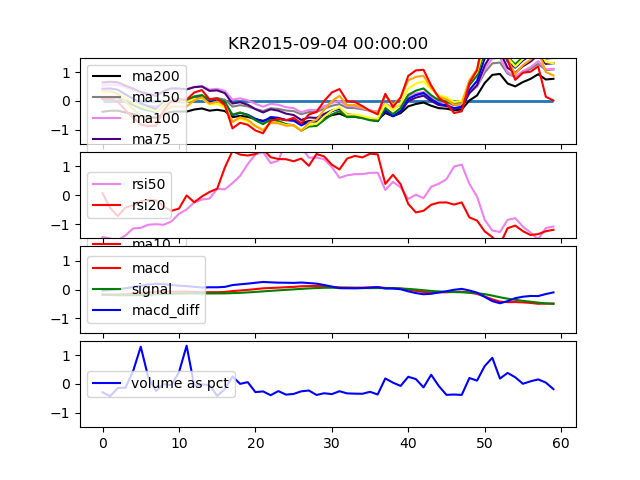 KR2015-09-04 00:00:00
1
0
−1
ma200
ma150
ma100
ma75
1
0
−1
rsi50
rsi20
ma10
1
0
−1
macd
signal
macd_diff
1
0
−1
volume as pct
0 10 20 30 40 50 60